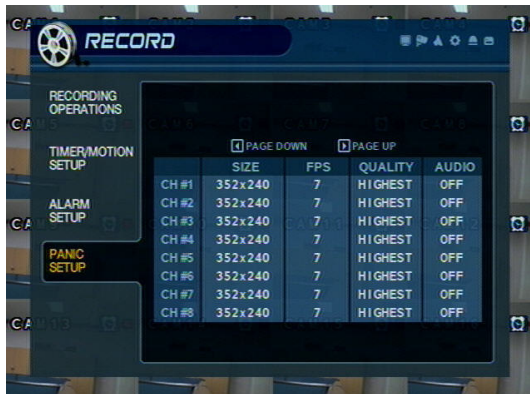 RECORD
RECORDING
OPERATIONS
TIMER/MOTION
SETUP
ALARM
SETUP
PANIC
SETUP
PAGE DOWN PAGE UP
SIZE FPS QUALITY AUDIO
CH #1 352x240 7 HIGHEST OFF
CH #2 352x240 7 HIGHEST OFF
CH #3 352x240 7 HIGHEST OFF
CH #4 352x240 7 HIGHEST OFF
CH #5 352x240 7 HIGHEST OFF
CH #6 352x240 7 HIGHEST OFF
CH #7 352x240 7 HIGHEST OFF
CH #8 352x240 7 HIGHEST OFF